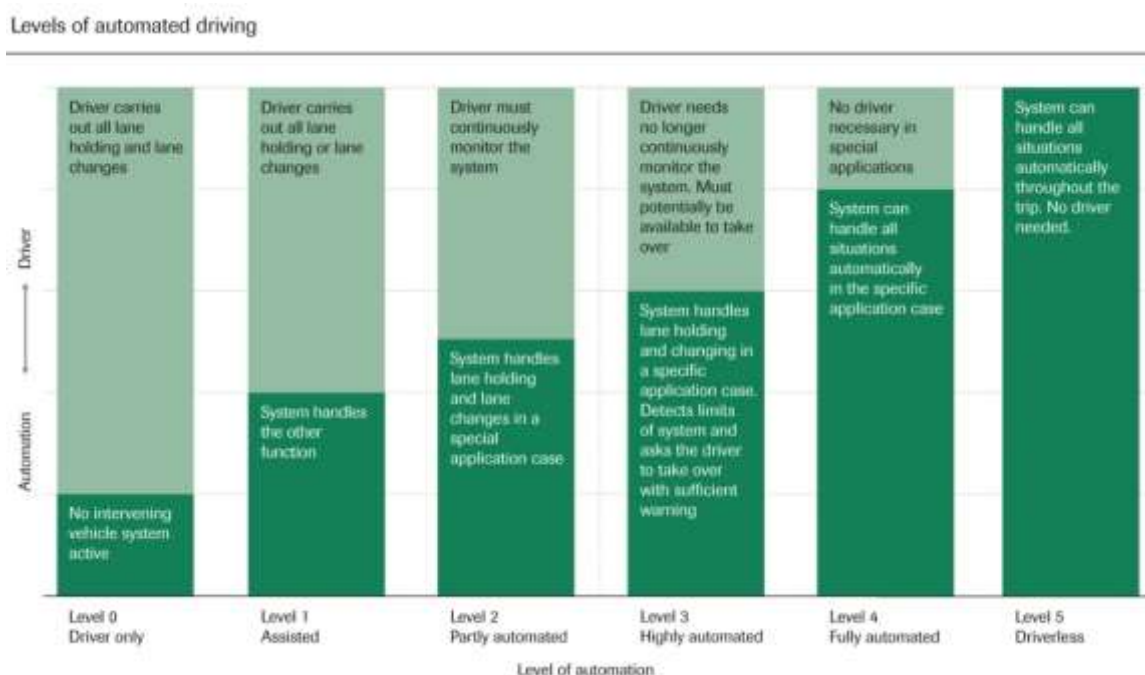 Levels of automated driving
Driver carries
out all lane
holding and lane
changes
No intervening
vehicle system
active
Driver carries
out all lane
holding or lane
changes
System handles
the other
function
Driver must
continuously
monitor the
system
System handles
lane holding
and lane
changes in a
special
application case
Driver needs
no longer
continuously
monitor the
system. Must
potentially be
available to take
over
System handles
lane holding
and changing in
a specific
application case.
Detects limits
of system and
asks the driver
to take over
with sufficient
warning
No driver
necessary in
special
applications
System can
handle all
situations
automatically
in the specific
application case
System can
handle all
situations
automatically
throughout the
trip. No driver
needed.
Driver
Automation
Level 0
Driver only
Level 1
Assisted
Level 2
Partly automated
Level 3
Highly automated
Level 4
Fully automated
Level 5
Driverless
Level of automation